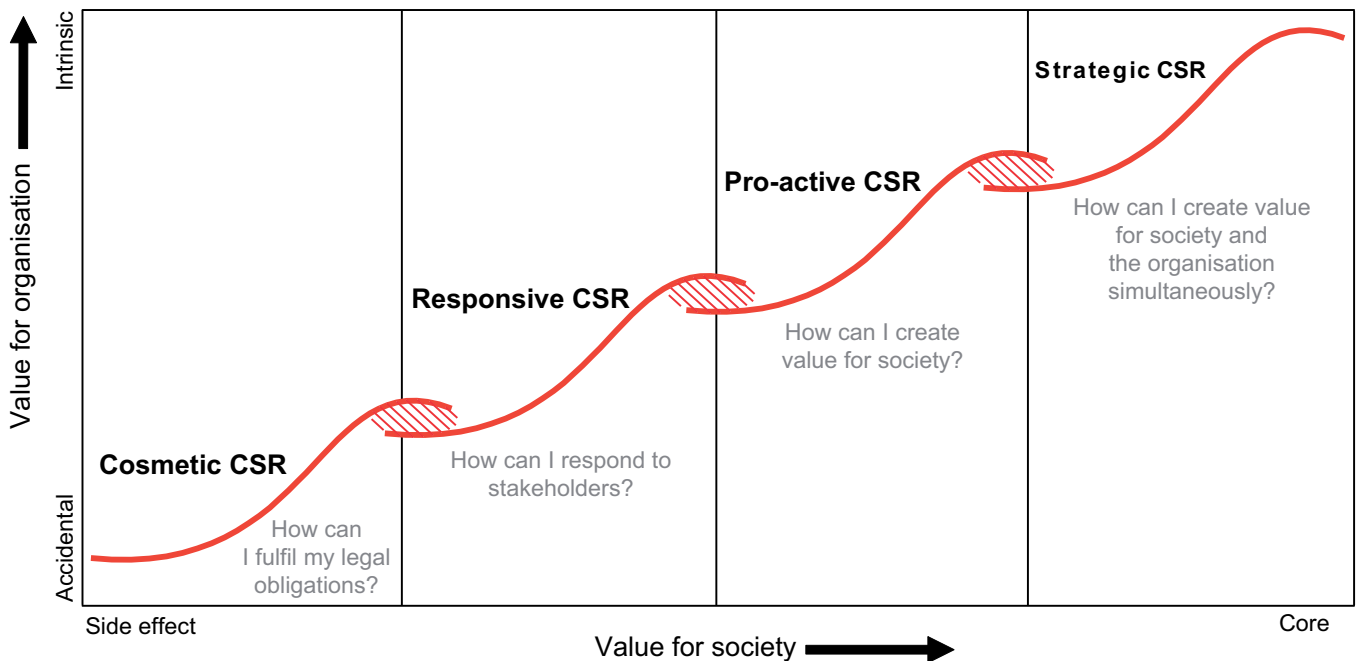 Intrinsic
Value for organisation
Accidental
Strategic CSR
How can I create value
for society and
the organisation
simultaneously?
Pro-active CSR
How can I create
value for society?
Responsive CSR
How can I respond to
stakeholders?
Cosmetic CSR
How can
I fulfil my legal
obligations?
Side effect
Value for society
Core